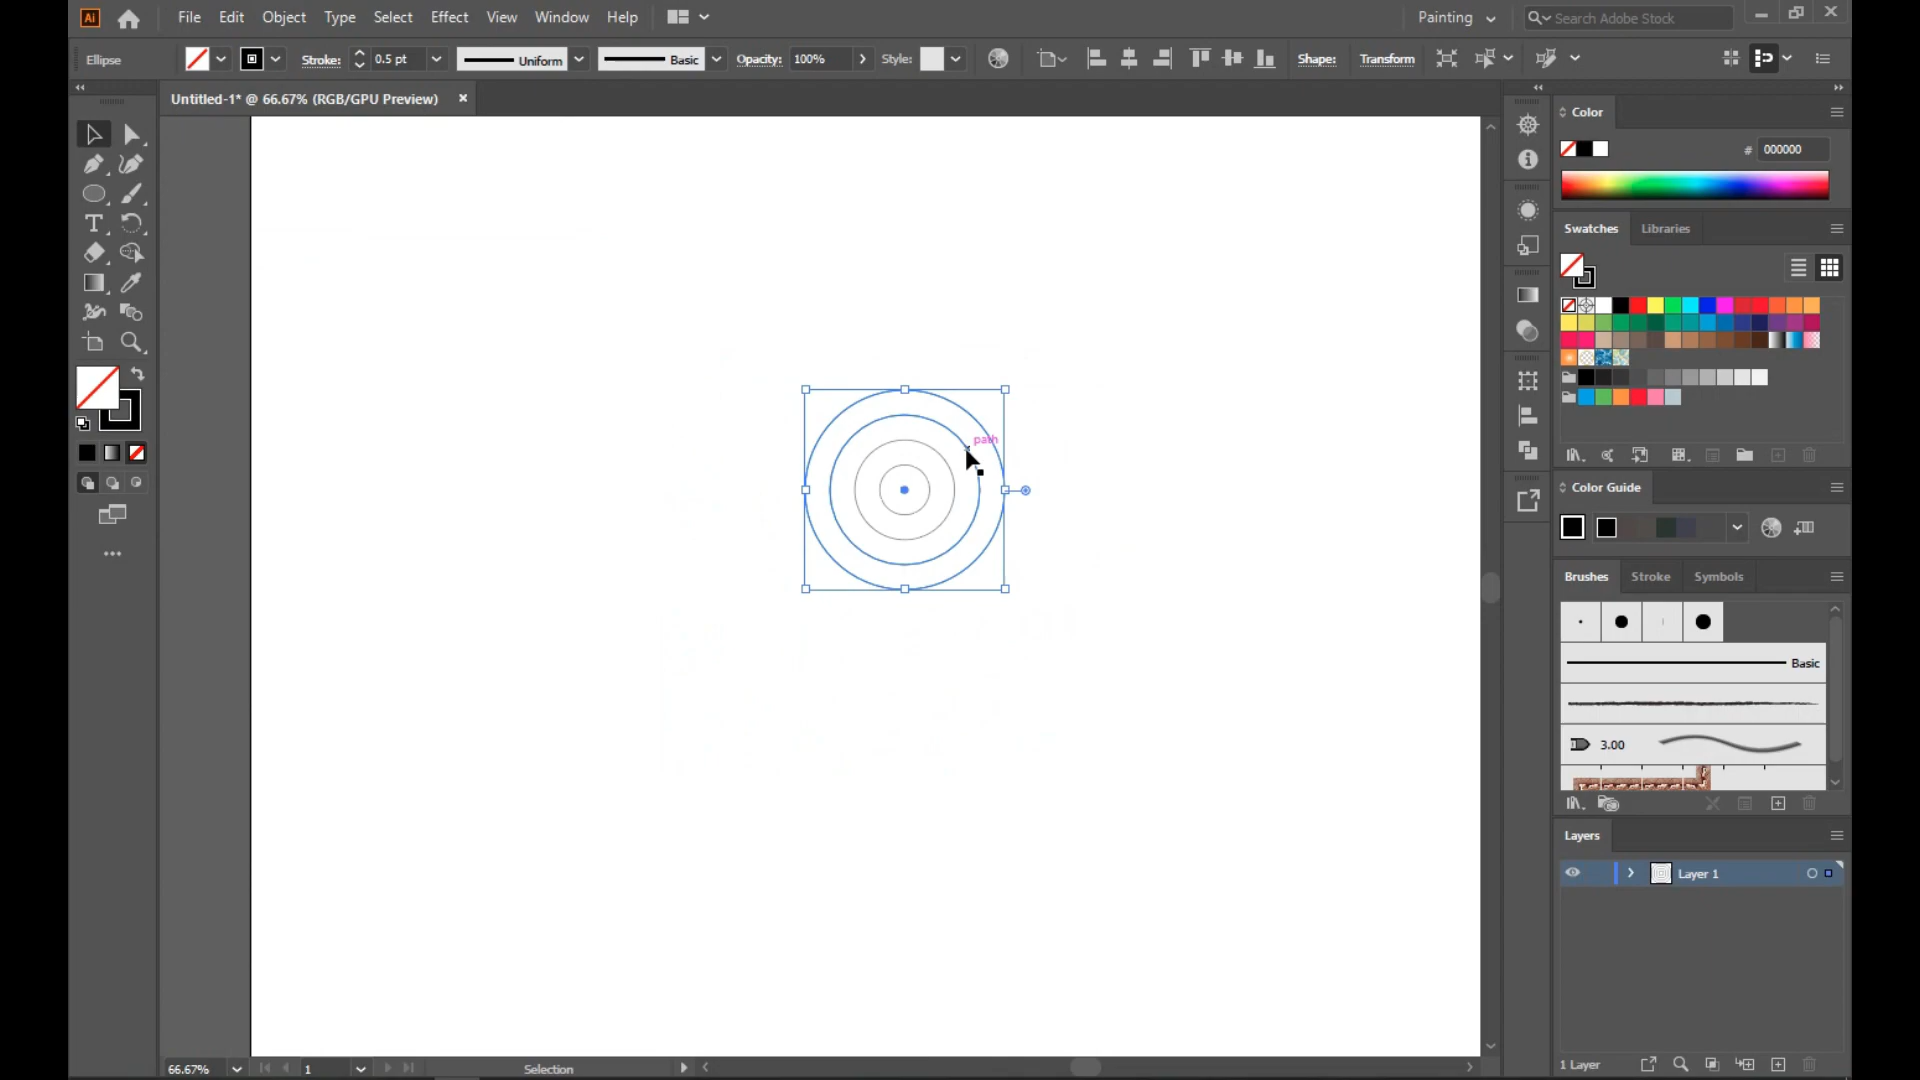 Ai File Edit Object Type Select Effect View Window Help Painting Search Adobe Stock
Ellipse Stroke: 0.5 pt Uniform Basic Opacity: 100% Style: Shape: Transform
Untitled-1* @ 66.67% (RGB/GPU Preview)
Color
# 000000
Swatches Libraries
path
Color Guide
Brushes Stroke Symbols
Basic
3.00
Layers
Layer 1
1 Layer
66.67% 1 Selection